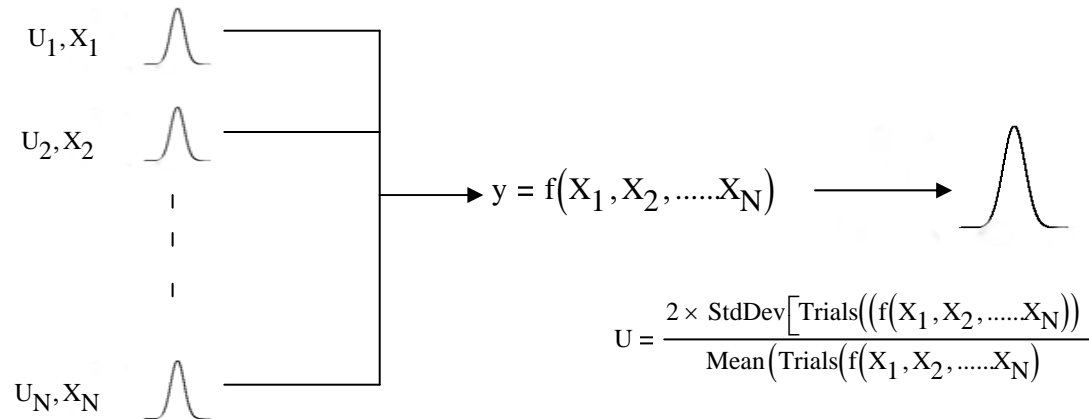 U1,X1
U2,X2
y = f(X1,X2,......XN)
U = 2 × StdDev[Trials((f(X1,X2,......XN))
Mean(Trials(f(X1,X2,......XN)
UN,XN